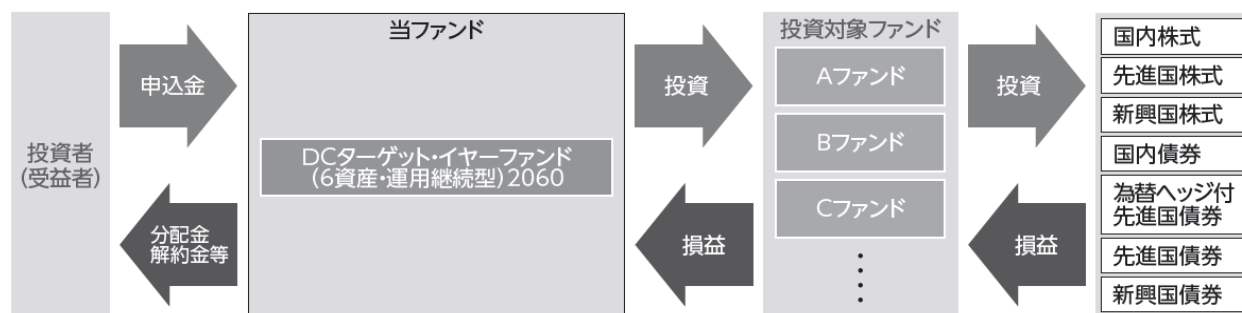 投資者
(受益者)
申込金
分配金
解約金等
当ファンド
DCターゲット・イヤーファンド
(6資産・運用継続型)2060
投資
損益
投資対象ファンド
Aファンド
Bファンド
Cファンド
投資
損益
国内株式
先進国株式
新興国株式
国内債券
為替ヘッジ付
先進国債券
先進国債券
新興国債券